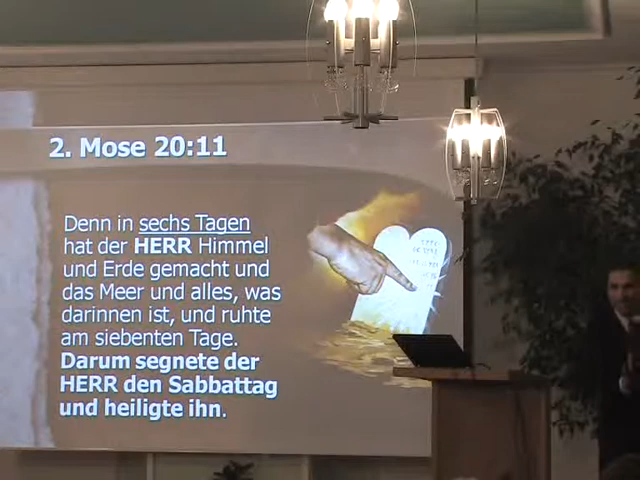 2. Mose 20:11
Denn in sechs Tagen
hat der HERR Himmel
und Erde gemacht und
das Meer und alles, was
darinnen ist, und ruhte
am siebenten Tage.
Darum segnete der
HERR den Sabbattag
und heiligte ihn.